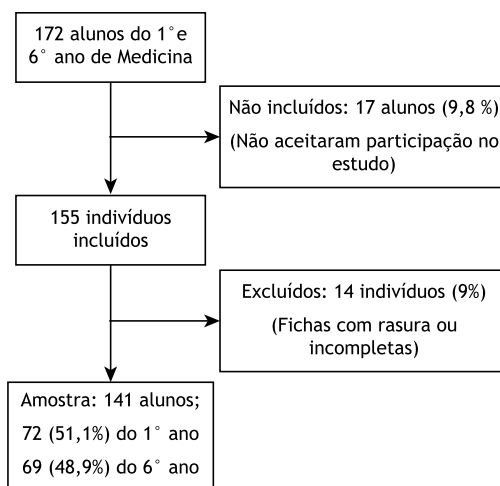 172 alunos do 1°e
6° ano de Medicina
Não incluídos: 17 alunos (9,8 %)
(Não aceitaram participação no
estudo)
155 indivíduos
incluídos
Excluídos: 14 indivíduos (9%)
(Fichas com rasura ou
incompletas)
Amostra: 141 alunos;
72 (51,1%) do 1° ano
69 (48,9%) do 6° ano